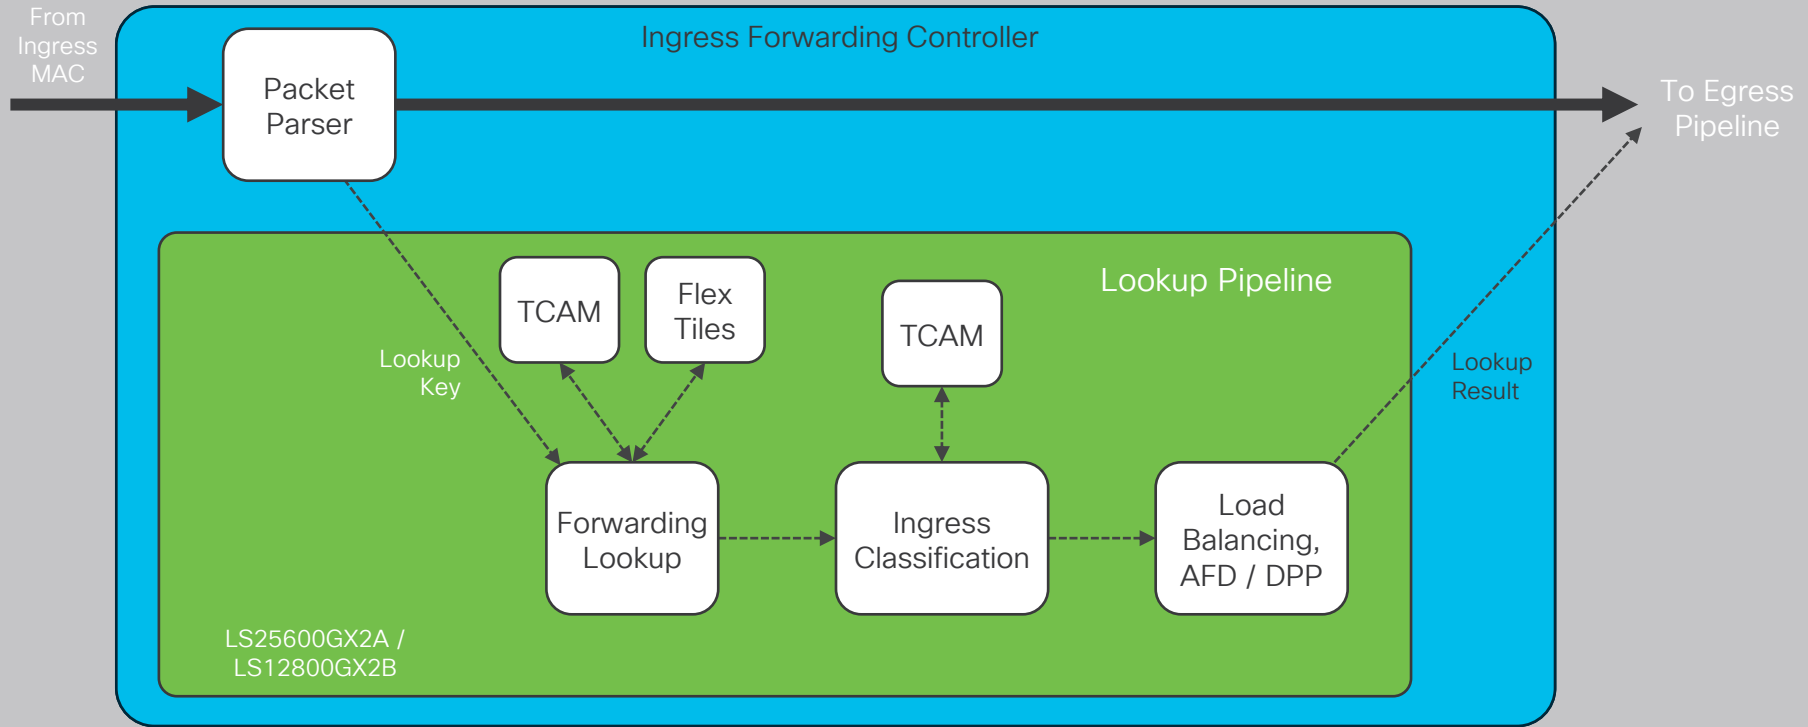 From
Ingress
MAC
Ingress Forwarding Controller
Packet
Parser
To Egress
Pipeline
Lookup Pipeline
TCAM
Flex
Tiles
TCAM
Lookup
Key
Lookup
Result
Forwarding
Lookup
Ingress
Classification
Load
Balancing,
AFD / DPP
LS25600GX2A /
LS12800GX2B